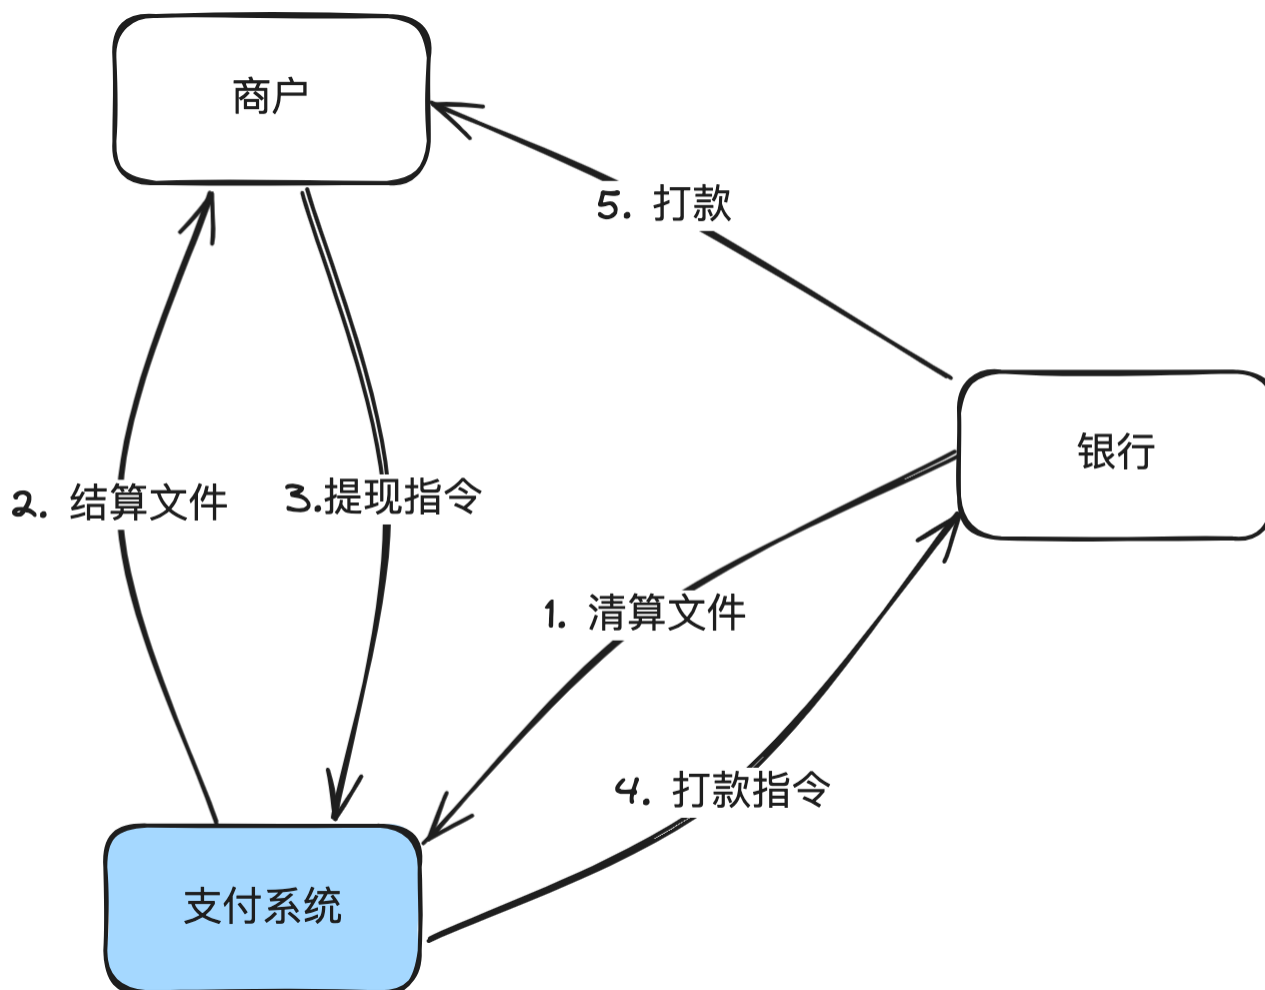 商户
5. 打款
银行
2. 结算文件
3.提现指令
1. 清算文件
4. 打款指令
支付系统